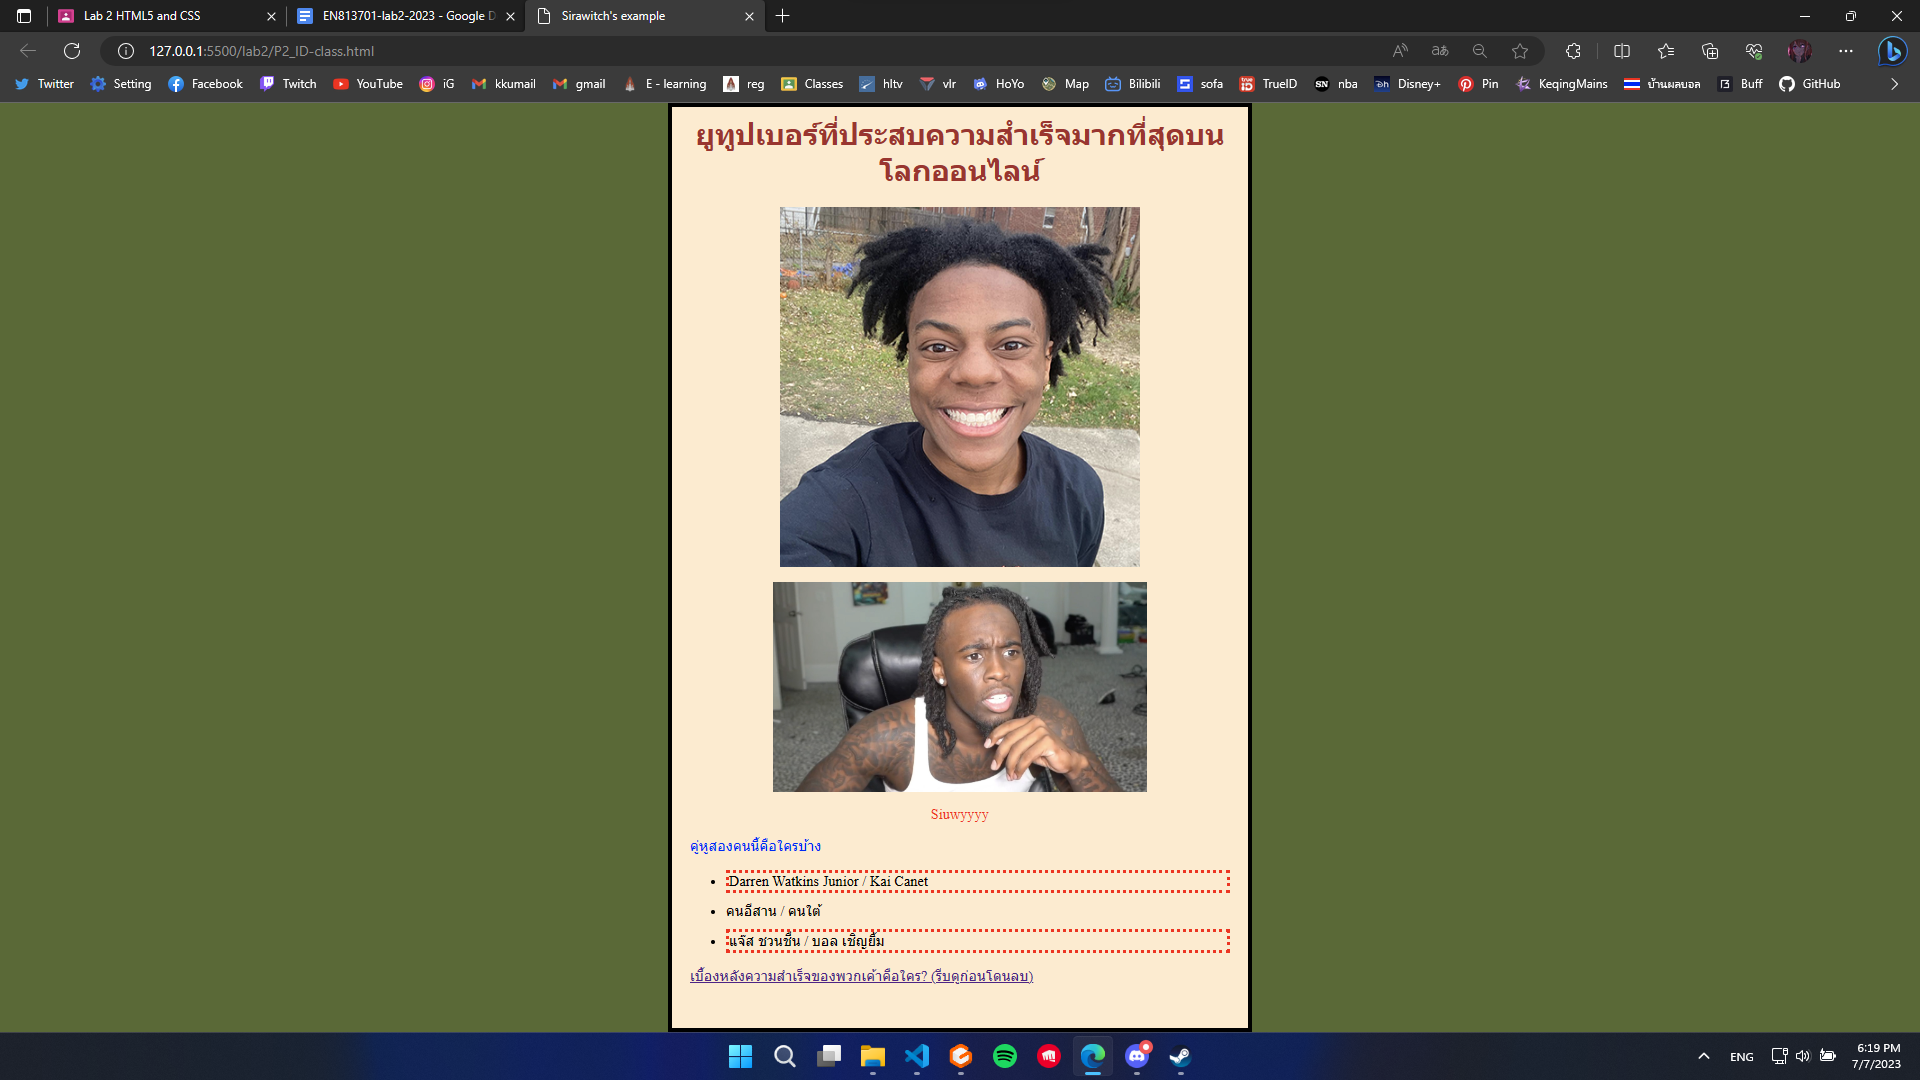 Lab 2 HTML5 and CSS
EN813701-lab2-2023 - Google D
Sirawitch's example
127.0.0.1:5500/lab2/P2_ID-class.html
Twitter Setting Facebook Twitch YouTube iG kkumail gmail E - learning reg Classes hltv vlr HoYo Map Bilibili sofa TrueID nba Disney+ Pin KeqingMains บ้านผลบอล Buff GitHub
ยูทูปเบอร์ที่ประสบความสำเร็จมากที่สุดบน
โลกออนไลน์
Siuwyyyy
คู่หูสองคนนี้คือใครบ้าง
Darren Watkins Junior / Kai Canet
คนอีสาน / คนใต้
แจ๊ส ชวนชื่น / บอล เชิญยิ้ม
เบื้องหลังความสำเร็จของพวกเค้าคือใคร? (รีบดูก่อนโดนลบ)
ENG
6:19 PM
7/7/2023